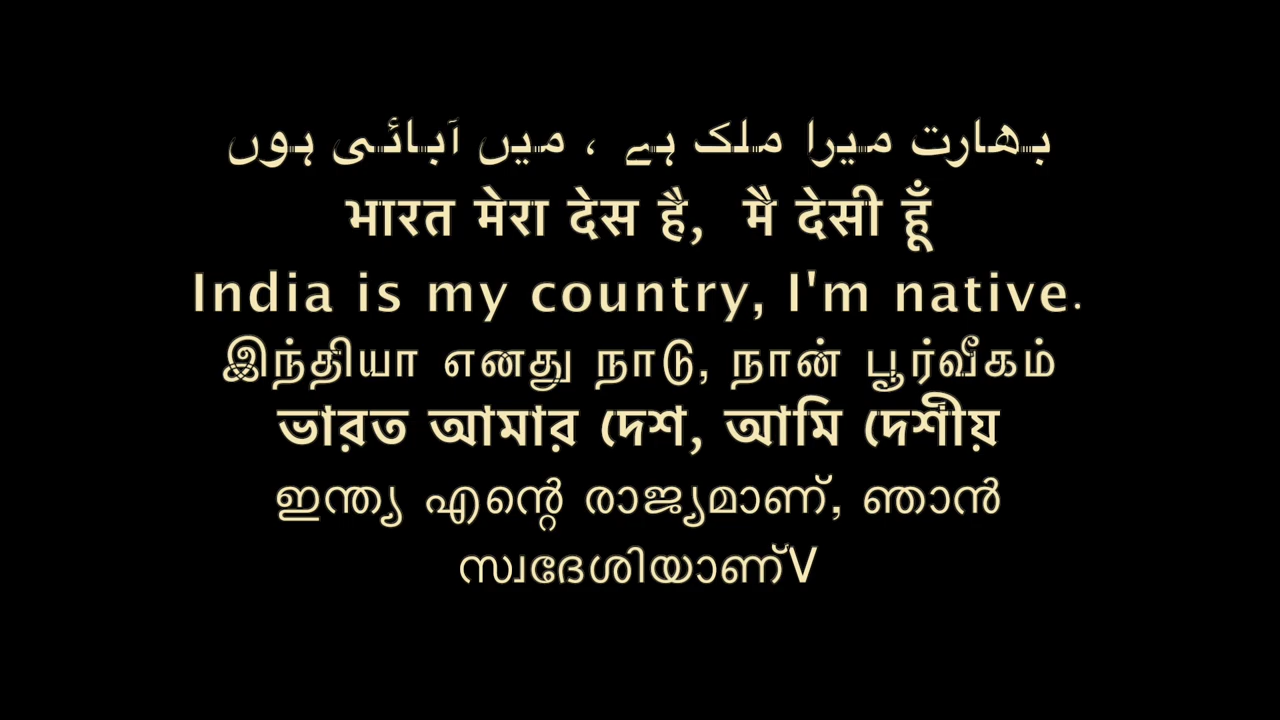 بھارت میرا ملک ہے ، میں آبائی ہوں
भारत मेरा देस है, मै देसी हूँ
India is my country, I'm native.
இந்தியா எனது நாடு, நான் பூர்வீகம்
ভারত আমার দেশ, আমি দেশীয়
ഇന്ത്യ എന്റെ രാജ്യമാണ്, ഞാൻ
സ്വദേശിയാണ്V